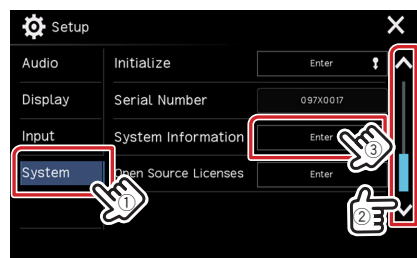 Setup
Audio
Initialize Enter
Display
Serial Number 097X0017
Input
System Information Enter
③
System
Open Source Licenses Enter
①
②